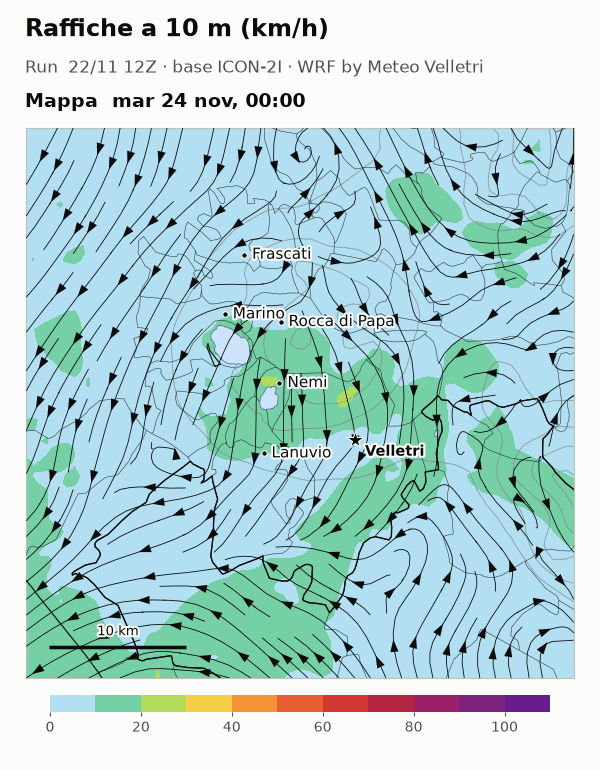 Raffiche a 10 m (km/h)
Run  22/11 12Z · base ICON-2I · WRF by Meteo Velletri
Mappa  mar 24 nov, 00:00
Frascati
Marino
Rocca di Papa
Nemi
Velletri
Lanuvio
10 km
0 20 40 60 80 100